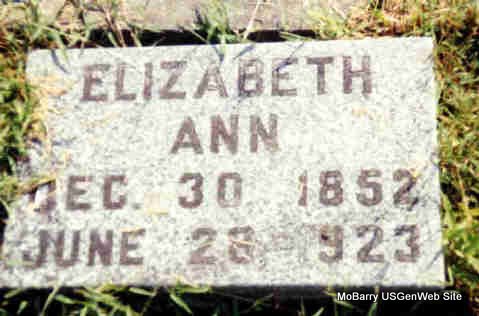 ELIZABETH
ANN
DEC. 30 1852
JUNE 28 1923
MoBarry USGenWeb Site